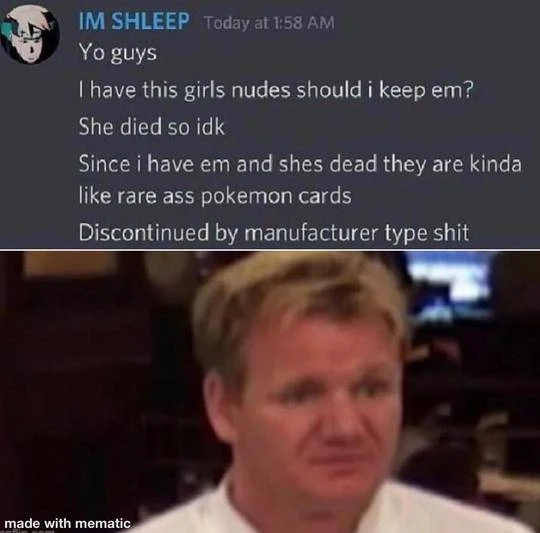 IM SHLEEP Today at 1:58 AM
Yo guys
I have this girls nudes should i keep em?
She died so idk
Since i have em and shes dead they are kinda
like rare ass pokemon cards
Discontinued by manufacturer type shit
made with mematic